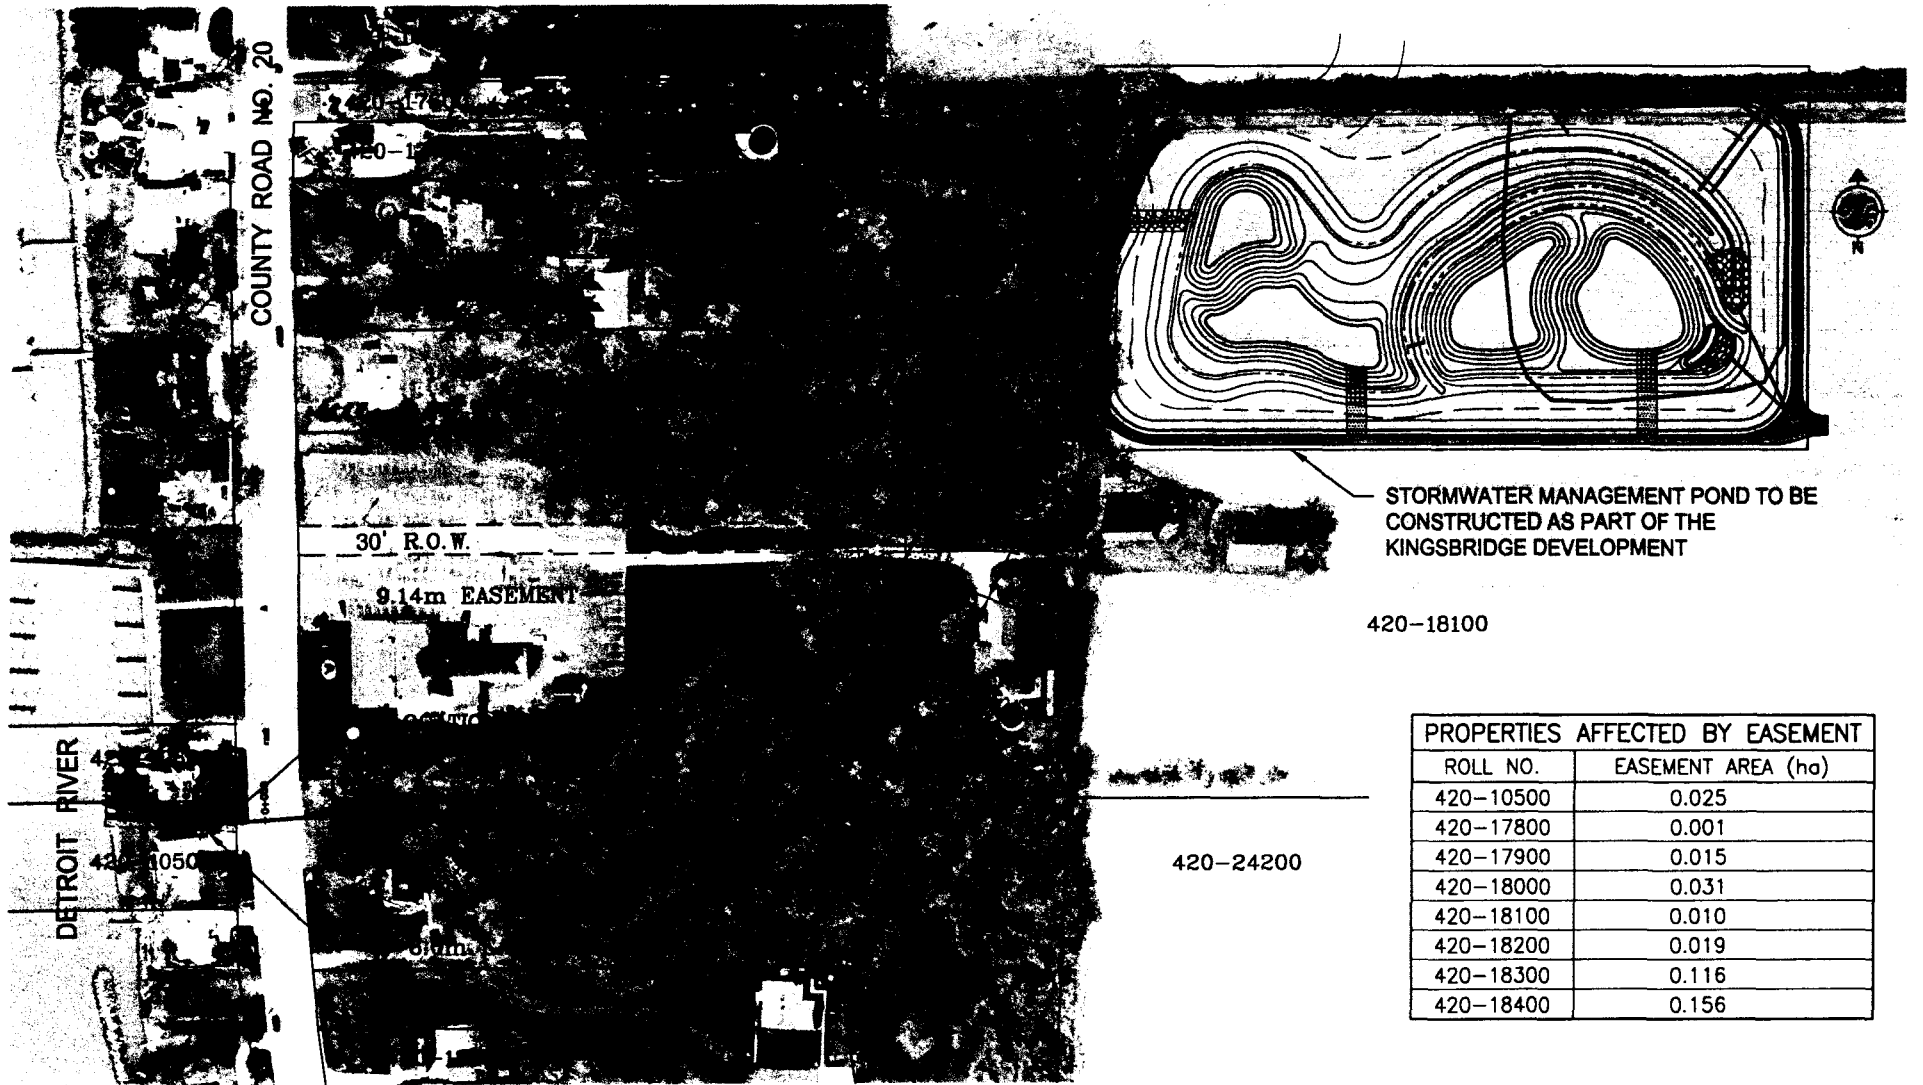 COUNTY ROAD NO. 20
30' R.O.W.
9.14m EASEMENT
DETROIT RIVER
N
STORMWATER MANAGEMENT POND TO BE
CONSTRUCTED AS PART OF THE
KINGSBRIDGE DEVELOPMENT
420-18100
420-24200
PROPERTIES AFFECTED BY EASEMENT
ROLL NO. EASEMENT AREA (ha)
420-10500 0.025
420-17800 0.001
420-17900 0.015
420-18000 0.031
420-18100 0.010
420-18200 0.019
420-18300 0.116
420-18400 0.156